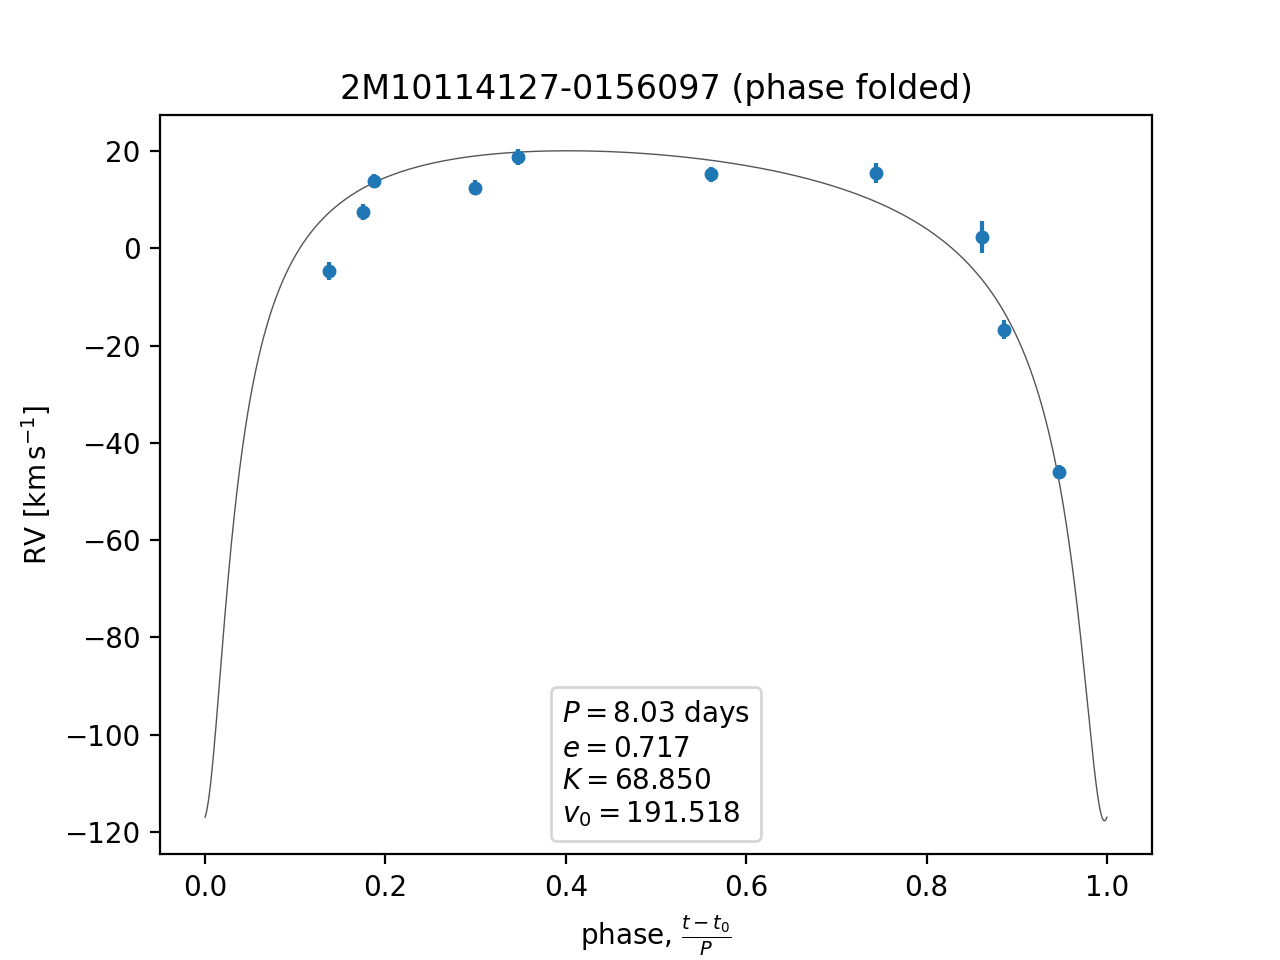 2M10114127-0156097 (phase folded)
20
0
−20
−40
−60
−80
−100
−120
RV [km s⁻¹]
P = 8.03 days
e = 0.717
K = 68.850
v₀ = 191.518
0.0 0.2 0.4 0.6 0.8 1.0
phase, (t − t₀)/P